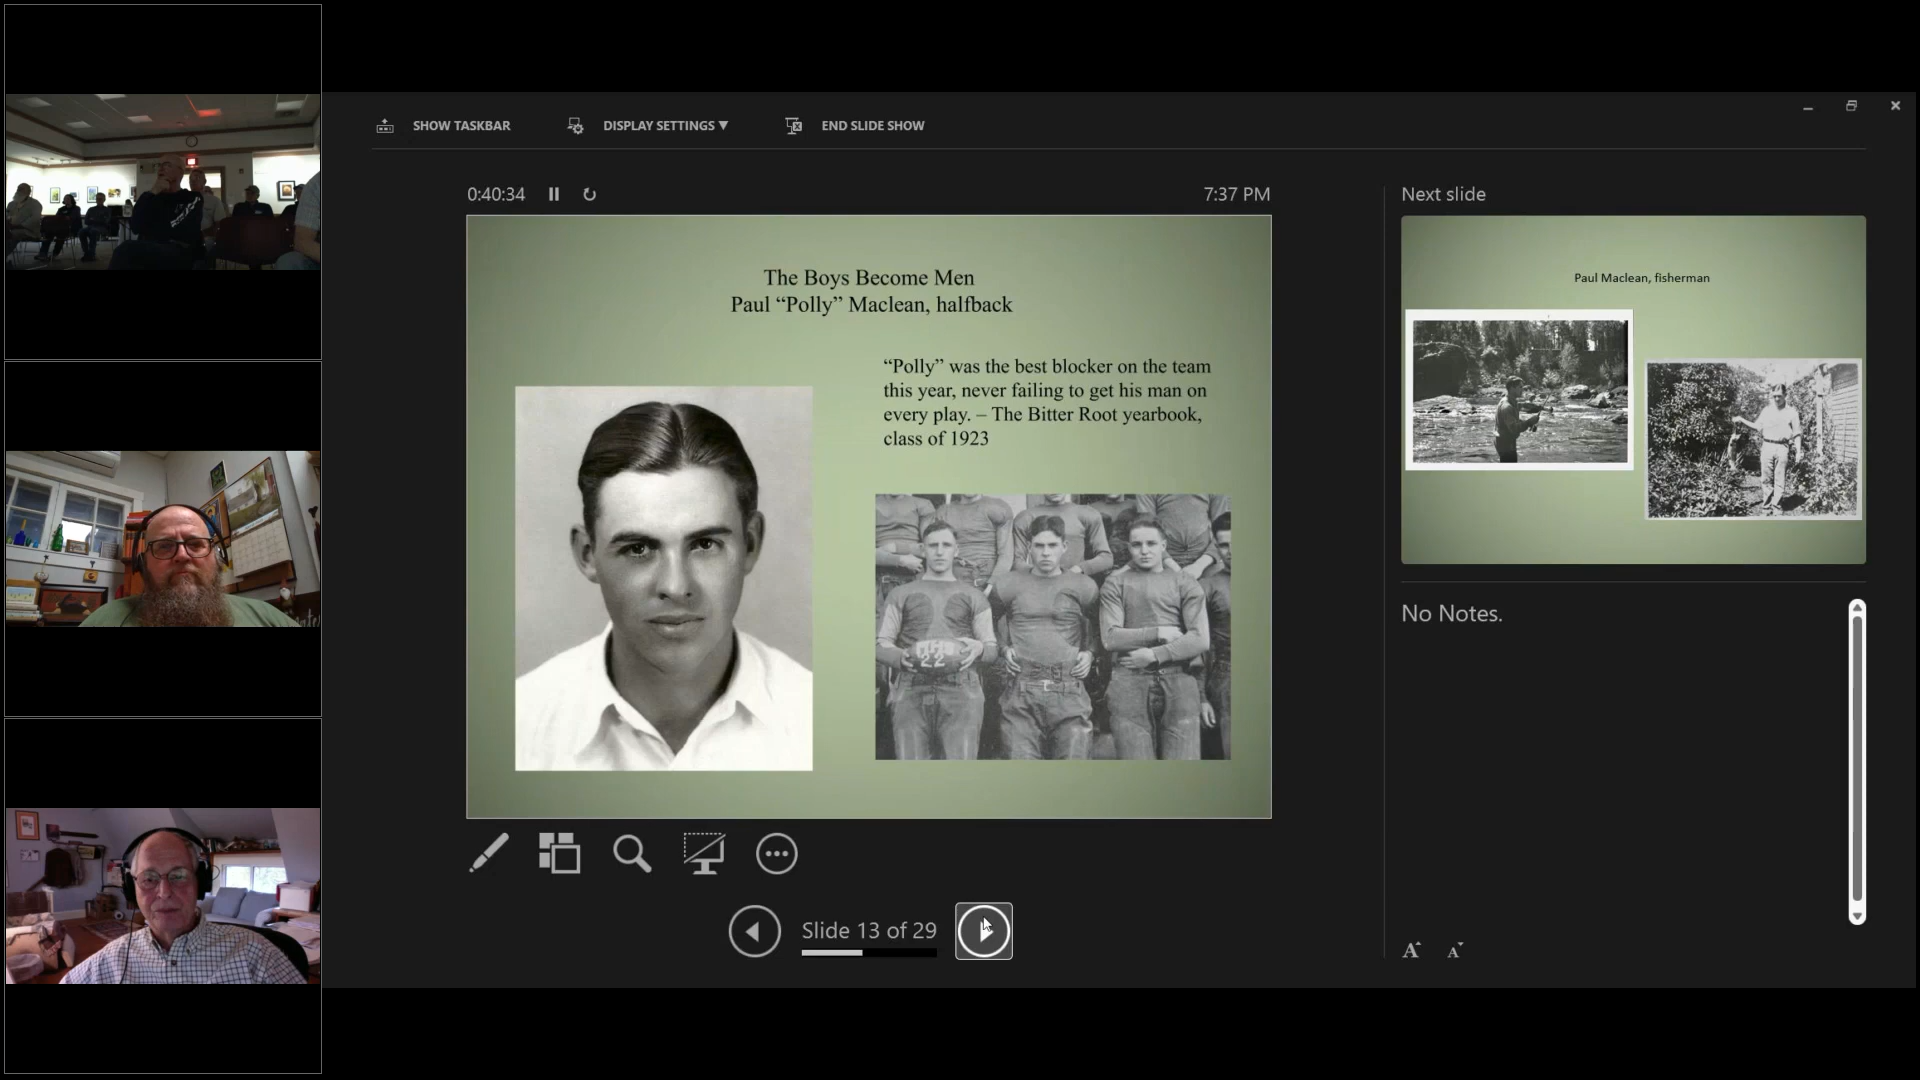 SHOW TASKBAR
DISPLAY SETTINGS ▼
END SLIDE SHOW
0:40:34
7:37 PM
The Boys Become Men
Paul “Polly” Maclean, halfback
“Polly” was the best blocker on the team
this year, never failing to get his man on
every play. – The Bitter Root yearbook,
class of 1923
22
Slide 13 of 29
Next slide
Paul Maclean, fisherman
No Notes.
A
A